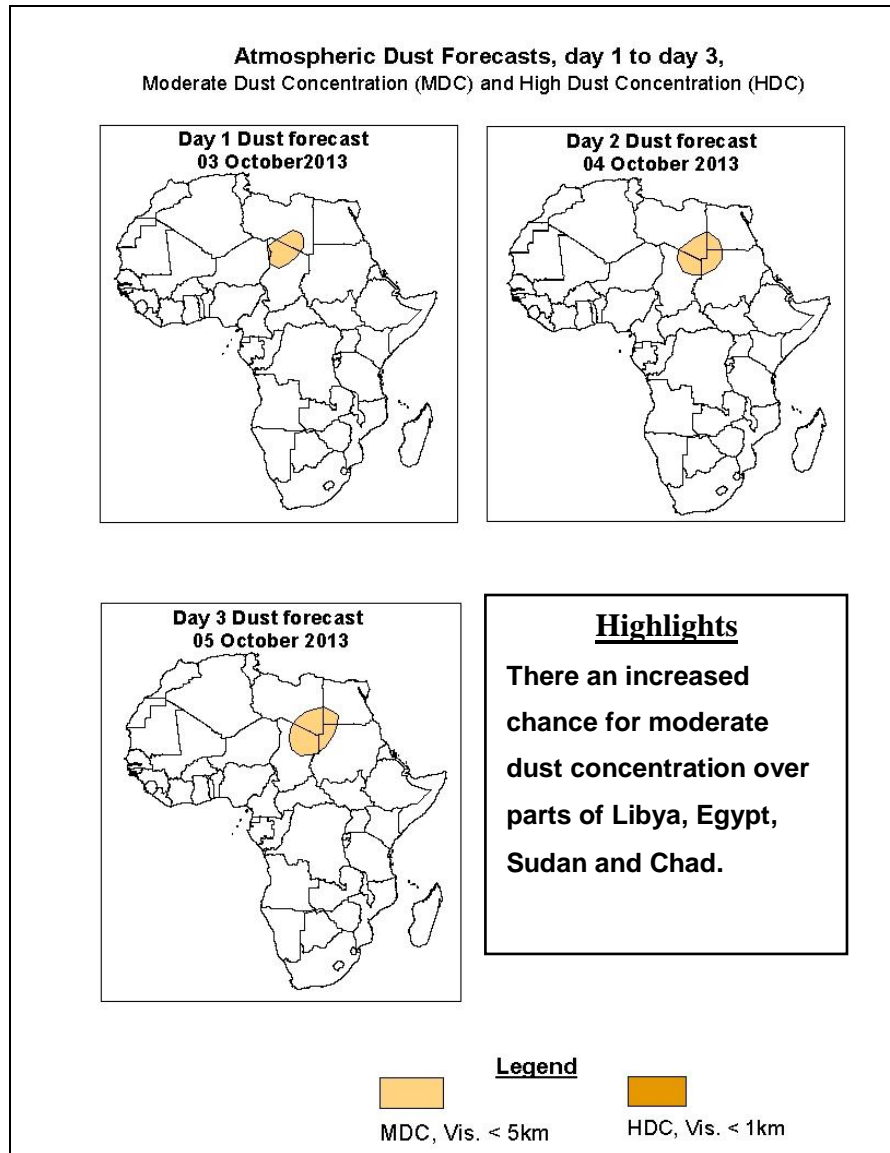 Atmospheric Dust Forecasts, day 1 to day 3,
Moderate Dust Concentration (MDC) and High Dust Concentration (HDC)
Day 1 Dust forecast
03 October2013
Day 2 Dust forecast
04 October 2013
Day 3 Dust forecast
05 October 2013
Highlights
There an increased
chance for moderate
dust concentration over
parts of Libya, Egypt,
Sudan and Chad.
Legend
MDC, Vis. < 5km
HDC, Vis. < 1km